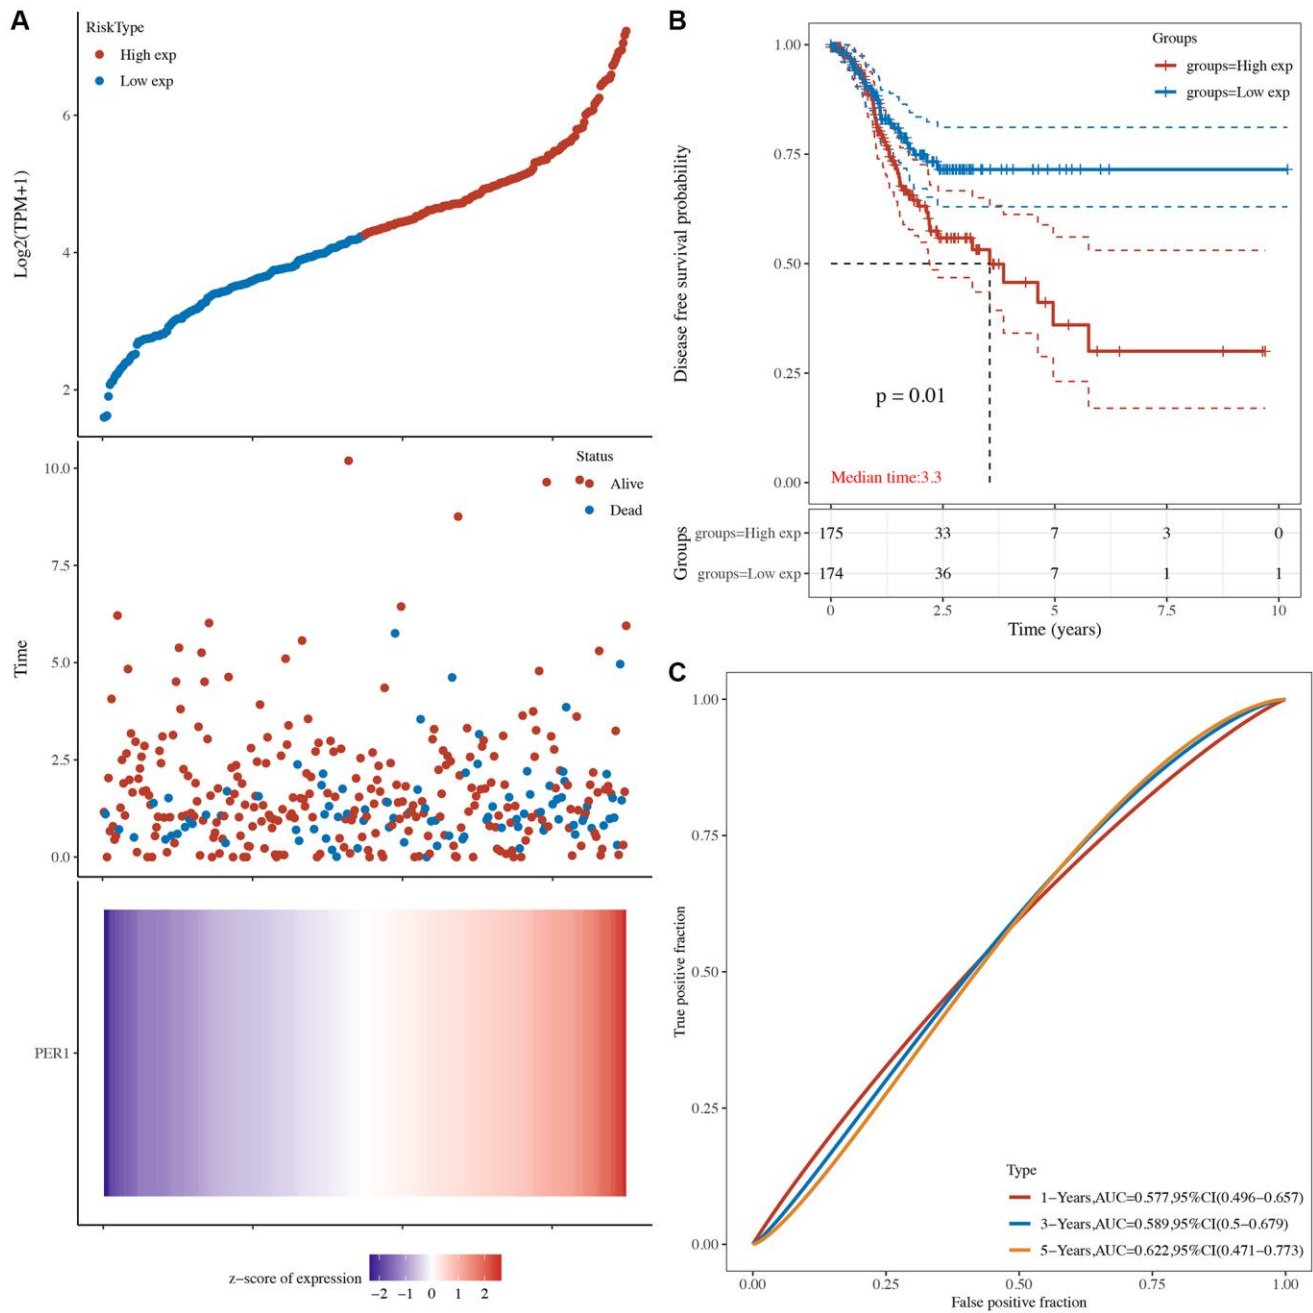 A
RiskType
High exp
Low exp
Log2(TPM+1)
6
4
2
Status
Alive
Dead
Time
10.0
7.5
5.0
2.5
0.0
PER1
z−score of expression
−2 −1 0 1 2
B
Groups
groups=High exp
groups=Low exp
Disease free survival probability
1.00
0.75
0.50
0.25
0.00
p = 0.01
Median time:3.3
Groups
groups=High exp 175 33 7 3 0
groups=Low exp 174 36 7 1 1
0 2.5 5 7.5 10
Time (years)
C
True positive fraction
1.00
0.75
0.50
0.25
0.00
Type
1−Years,AUC=0.577,95%CI(0.496−0.657)
3−Years,AUC=0.589,95%CI(0.5−0.679)
5−Years,AUC=0.622,95%CI(0.471−0.773)
0.00 0.25 0.50 0.75 1.00
False positive fraction